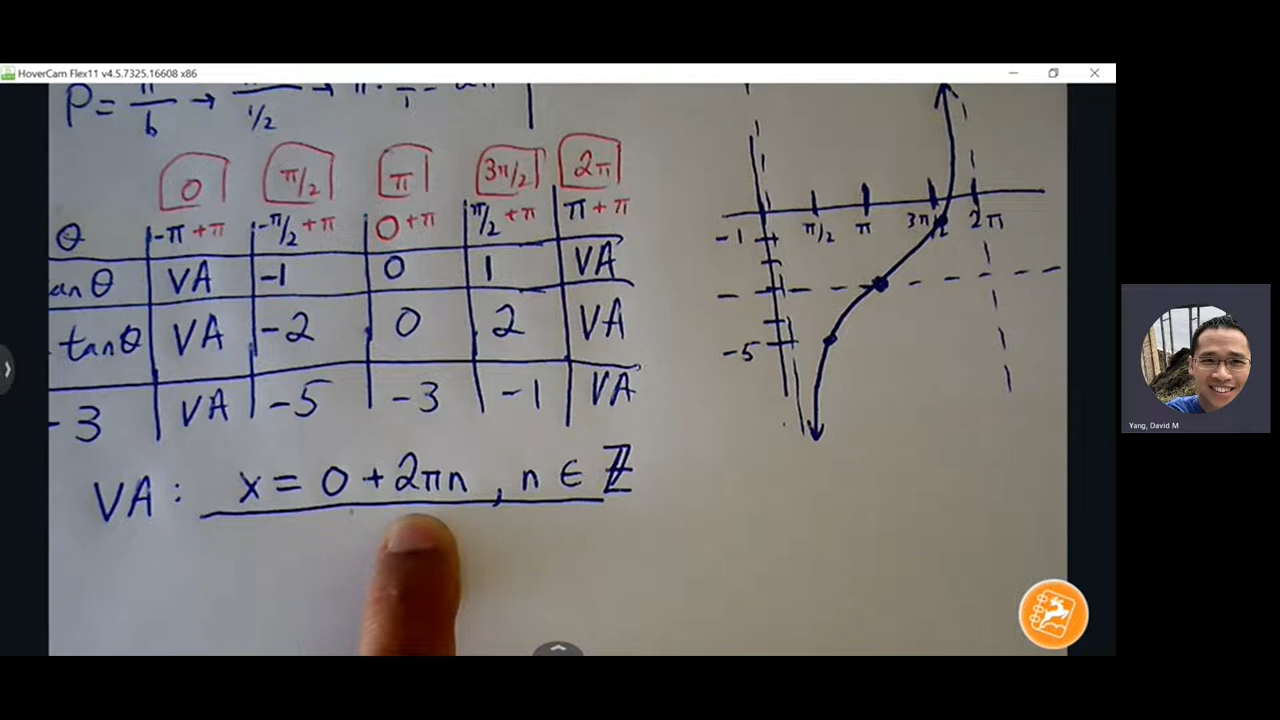 HoverCam Flex11 v4.5.7325.16608 x86
P = π/b → /1/2 → π ·
0 π/2 π 3π/2 2π
θ -π +π -π/2 +π 0 +π π/2 +π π + π
anθ VA -1 0 1 VA
tanθ VA -2 0 2 VA
-3 VA -5 -3 -1 VA
VA: x = 0 + 2πn, n ∈ ℤ
π/2 π 3π/2 2π
-1
-5
Yang, David M